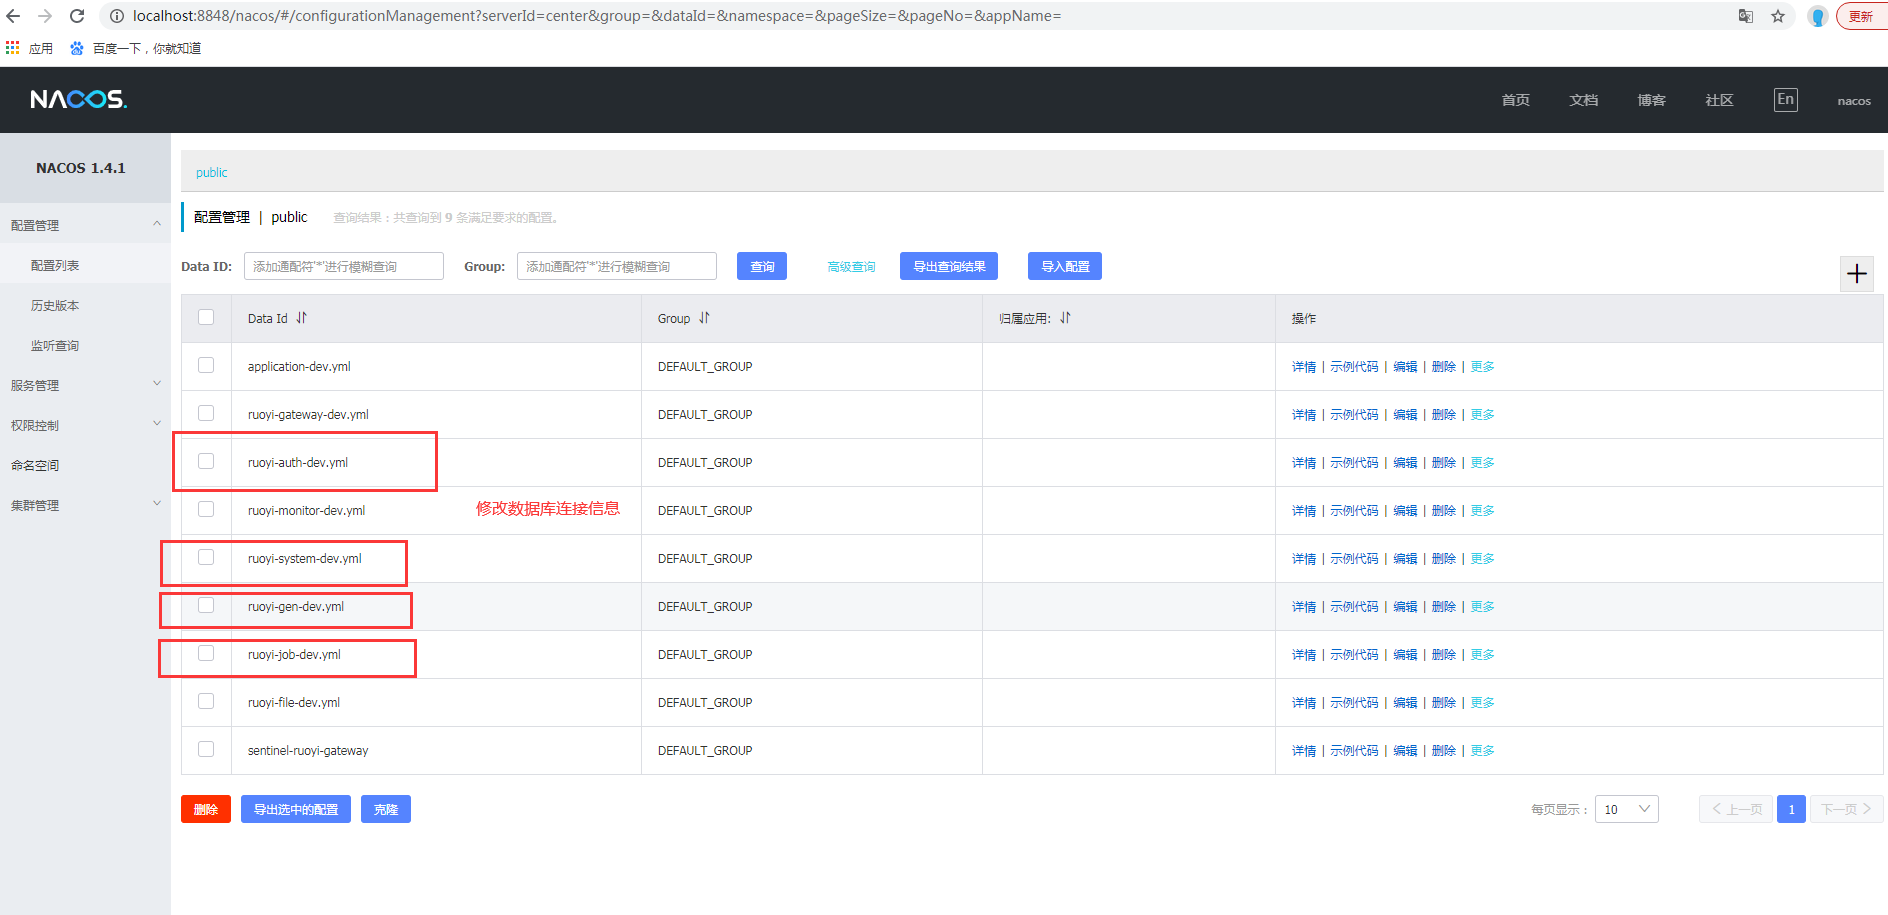 localhost:8848/nacos/#/configurationManagement?serverId=center&group=&dataId=&namespace=&pageSize=&pageNo=&appName=
更新
应用 百度一下，你就知道
NACOS.
首页 文档 博客 社区 En nacos
NACOS 1.4.1
配置管理
配置列表
历史版本
监听查询
服务管理
权限控制
命名空间
集群管理
public
配置管理 | public 查询结果：共查询到 9 条满足要求的配置。
Data ID: 添加通配符'*'进行模糊查询 Group: 添加通配符'*'进行模糊查询 查询 高级查询 导出查询结果 导入配置 +
Data Id Group 归属应用: 操作
application-dev.yml DEFAULT_GROUP 详情 | 示例代码 | 编辑 | 删除 | 更多
ruoyi-gateway-dev.yml DEFAULT_GROUP 详情 | 示例代码 | 编辑 | 删除 | 更多
ruoyi-auth-dev.yml DEFAULT_GROUP 详情 | 示例代码 | 编辑 | 删除 | 更多
ruoyi-monitor-dev.yml 修改数据库连接信息 DEFAULT_GROUP 详情 | 示例代码 | 编辑 | 删除 | 更多
ruoyi-system-dev.yml DEFAULT_GROUP 详情 | 示例代码 | 编辑 | 删除 | 更多
ruoyi-gen-dev.yml DEFAULT_GROUP 详情 | 示例代码 | 编辑 | 删除 | 更多
ruoyi-job-dev.yml DEFAULT_GROUP 详情 | 示例代码 | 编辑 | 删除 | 更多
ruoyi-file-dev.yml DEFAULT_GROUP 详情 | 示例代码 | 编辑 | 删除 | 更多
sentinel-ruoyi-gateway DEFAULT_GROUP 详情 | 示例代码 | 编辑 | 删除 | 更多
删除 导出选中的配置 克隆 每页显示： 10 上一页 1 下一页